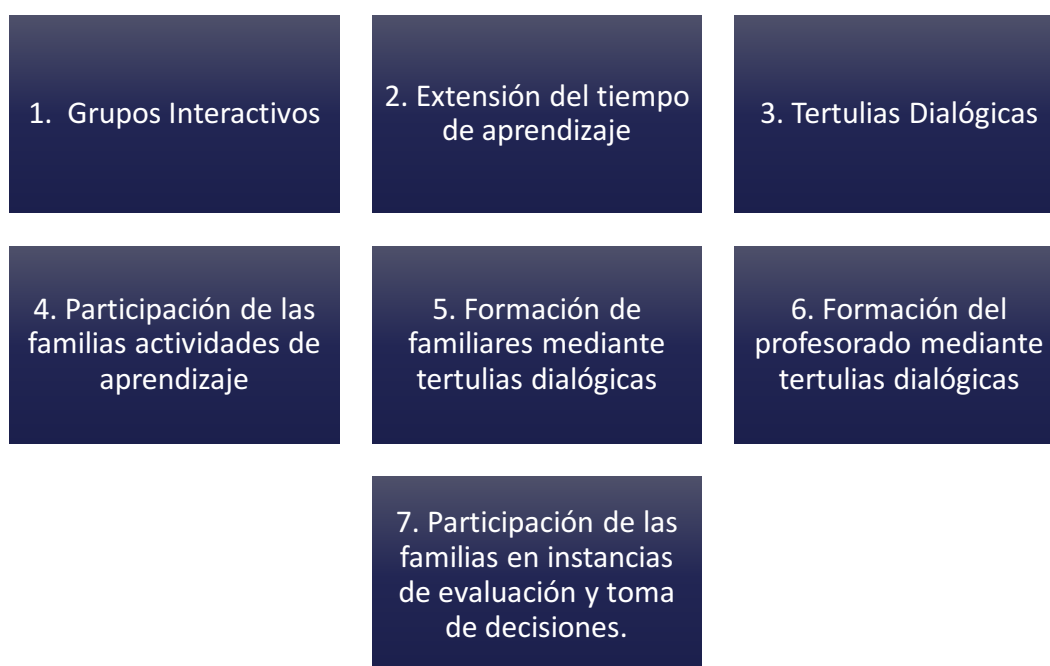 1. Grupos Interactivos
2. Extensión del tiempo
de aprendizaje
3. Tertulias Dialógicas
4. Participación de las
familias actividades de
aprendizaje
5. Formación de
familiares mediante
tertulias dialógicas
6. Formación del
profesorado mediante
tertulias dialógicas
7. Participación de las
familias en instancias
de evaluación y toma
de decisiones.